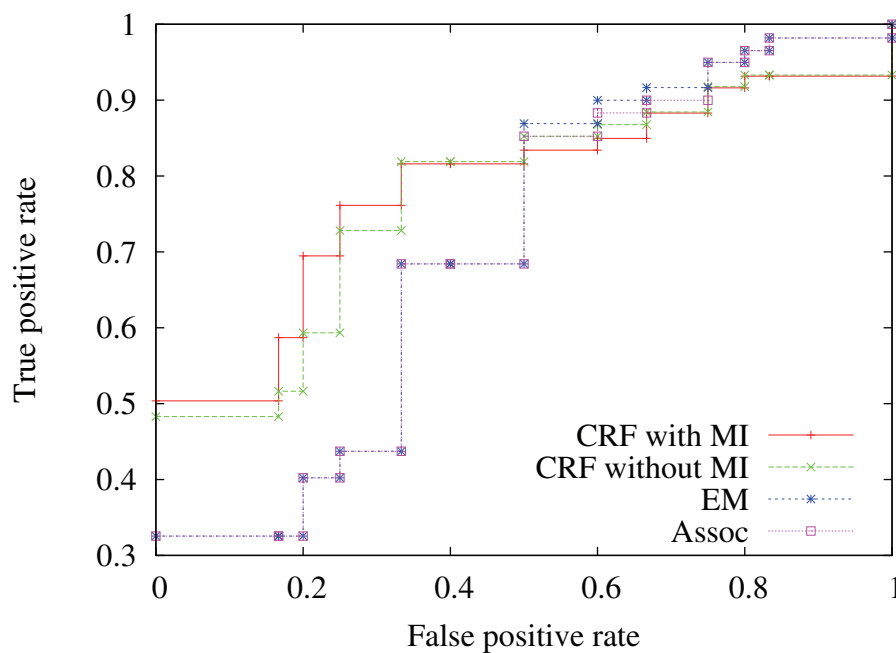 1
0.9
0.8
0.7
0.6
0.5
0.4
0.3
True positive rate
CRF with MI
CRF without MI
EM
Assoc
0 0.2 0.4 0.6 0.8 1
False positive rate